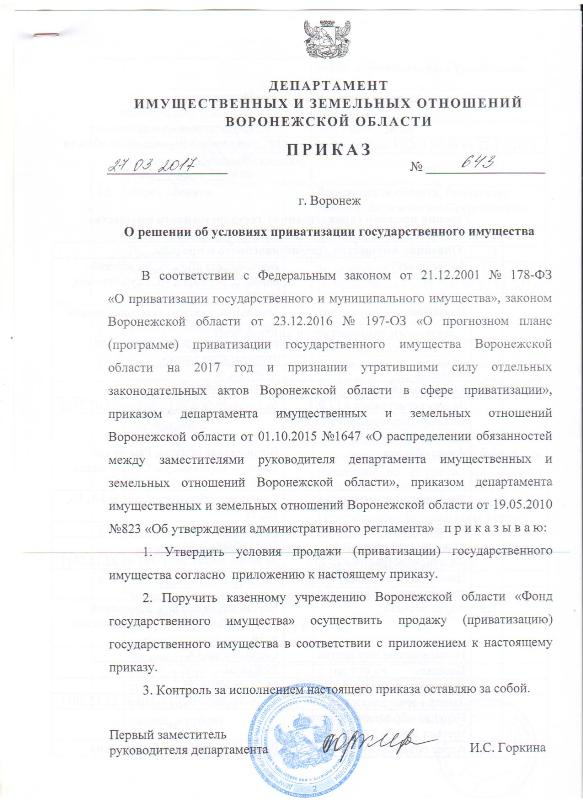 ДЕПАРТАМЕНТ
ИМУЩЕСТВЕННЫХ И ЗЕМЕЛЬНЫХ ОТНОШЕНИЙ
ВОРОНЕЖСКОЙ ОБЛАСТИ
ПРИКАЗ
27 03 2017 № 643
г. Воронеж
О решении об условиях приватизации государственного имущества
В соответствии с Федеральным законом от 21.12.2001 № 178-ФЗ
«О приватизации государственного и муниципального имущества», законом
Воронежской области от 23.12.2016 № 197-ОЗ «О прогнозном плане
(программе) приватизации государственного имущества Воронежской
области на 2017 год и признании утратившими силу отдельных
законодательных актов Воронежской области в сфере приватизации»,
приказом департамента имущественных и земельных отношений
Воронежской области от 01.10.2015 №1647 «О распределении обязанностей
между заместителями руководителя департамента имущественных и
земельных отношений Воронежской области», приказом департамента
имущественных и земельных отношений Воронежской области от 19.05.2010
№823 «Об утверждении административного регламента» п р и к а з ы в а ю:
1. Утвердить условия продажи (приватизации) государственного
имущества согласно приложению к настоящему приказу.
2. Поручить казенному учреждению Воронежской области «Фонд
государственного имущества» осуществить продажу (приватизацию)
государственного имущества в соответствии с приложением к настоящему
приказу.
3. Контроль за исполнением настоящего приказа оставляю за собой.
Первый заместитель
руководителя департамента И.С. Горкина
2